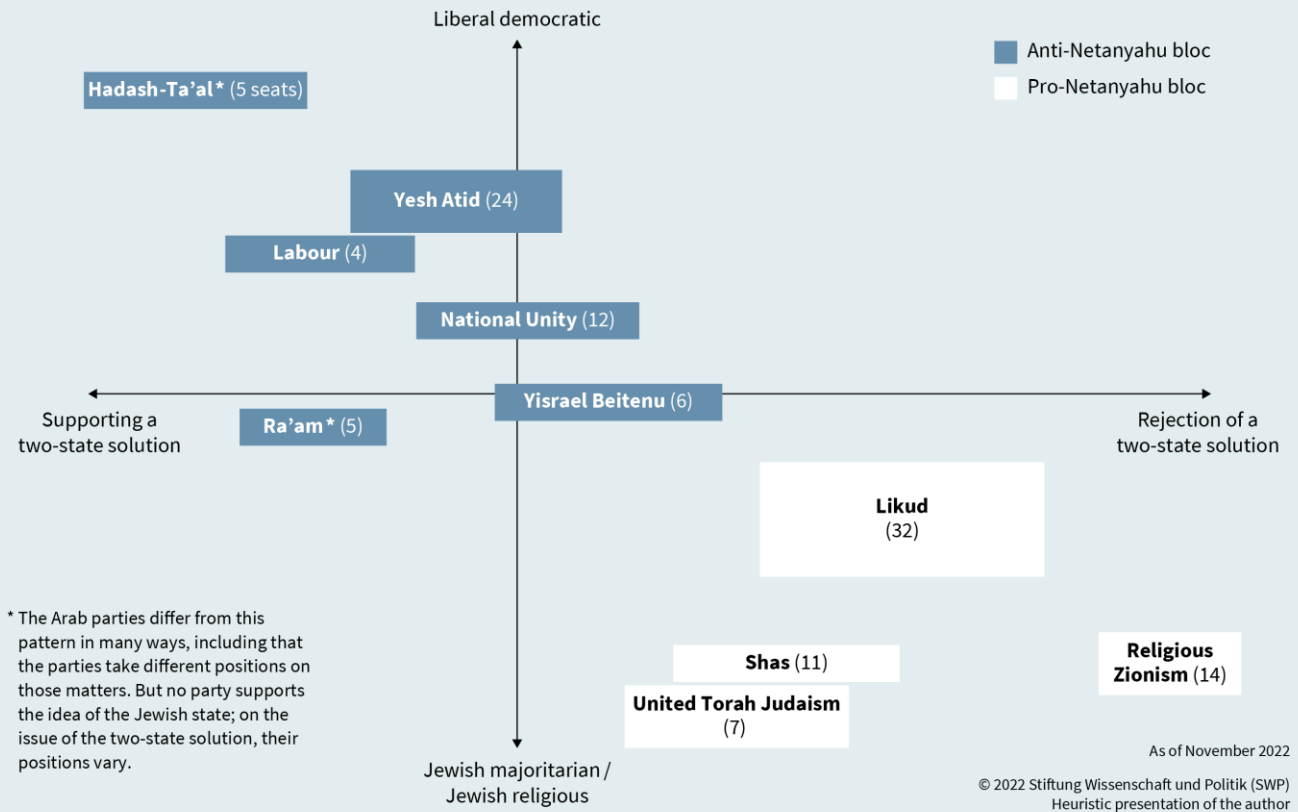 Liberal democratic
Anti-Netanyahu bloc
Pro-Netanyahu bloc
Hadash-Ta’al* (5 seats)
Yesh Atid (24)
Labour (4)
National Unity (12)
Yisrael Beitenu (6)
Supporting a
two-state solution
Ra’am* (5)
Rejection of a
two-state solution
Likud
(32)
Shas (11)
United Torah Judaism
(7)
Religious
Zionism (14)
* The Arab parties differ from this
pattern in many ways, including that
the parties take different positions on
those matters. But no party supports
the idea of the Jewish state; on the
issue of the two-state solution, their
positions vary.
Jewish majoritarian /
Jewish religious
As of November 2022
© 2022 Stiftung Wissenschaft und Politik (SWP)
Heuristic presentation of the author